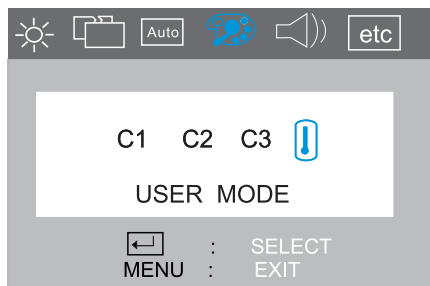 Auto etc
C1 C2 C3
USER MODE
: SELECT
MENU : EXIT